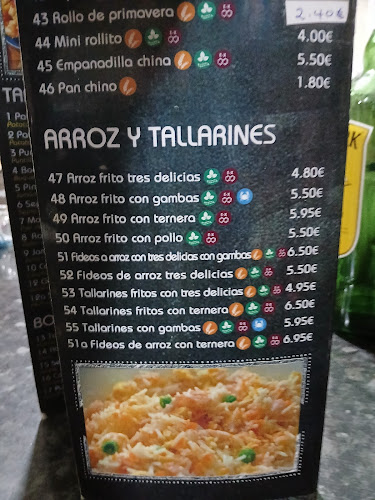 43 Rollo de primavera 2.40€
44 Mini rollito 4.00€
45 Empanadilla china 5.50€
46 Pan chino 1.80€
ARROZ Y TALLARINES
47 Arroz frito tres delicias 4.80€
48 Arroz frito con gambas 5.50€
49 Arroz frito con ternera 5.95€
50 Arroz frito con pollo 5.50€
51 Fideos a arroz con tres delicias con gambas 6.50€
52 Fideos de arroz tres delicias 5.50€
53 Tallarines fritos con tres delicias 4.95€
54 Tallarines fritos con ternera 6.50€
55 Tallarines con gambas 5.95€
51a Fideos de arroz con ternera 6.95€